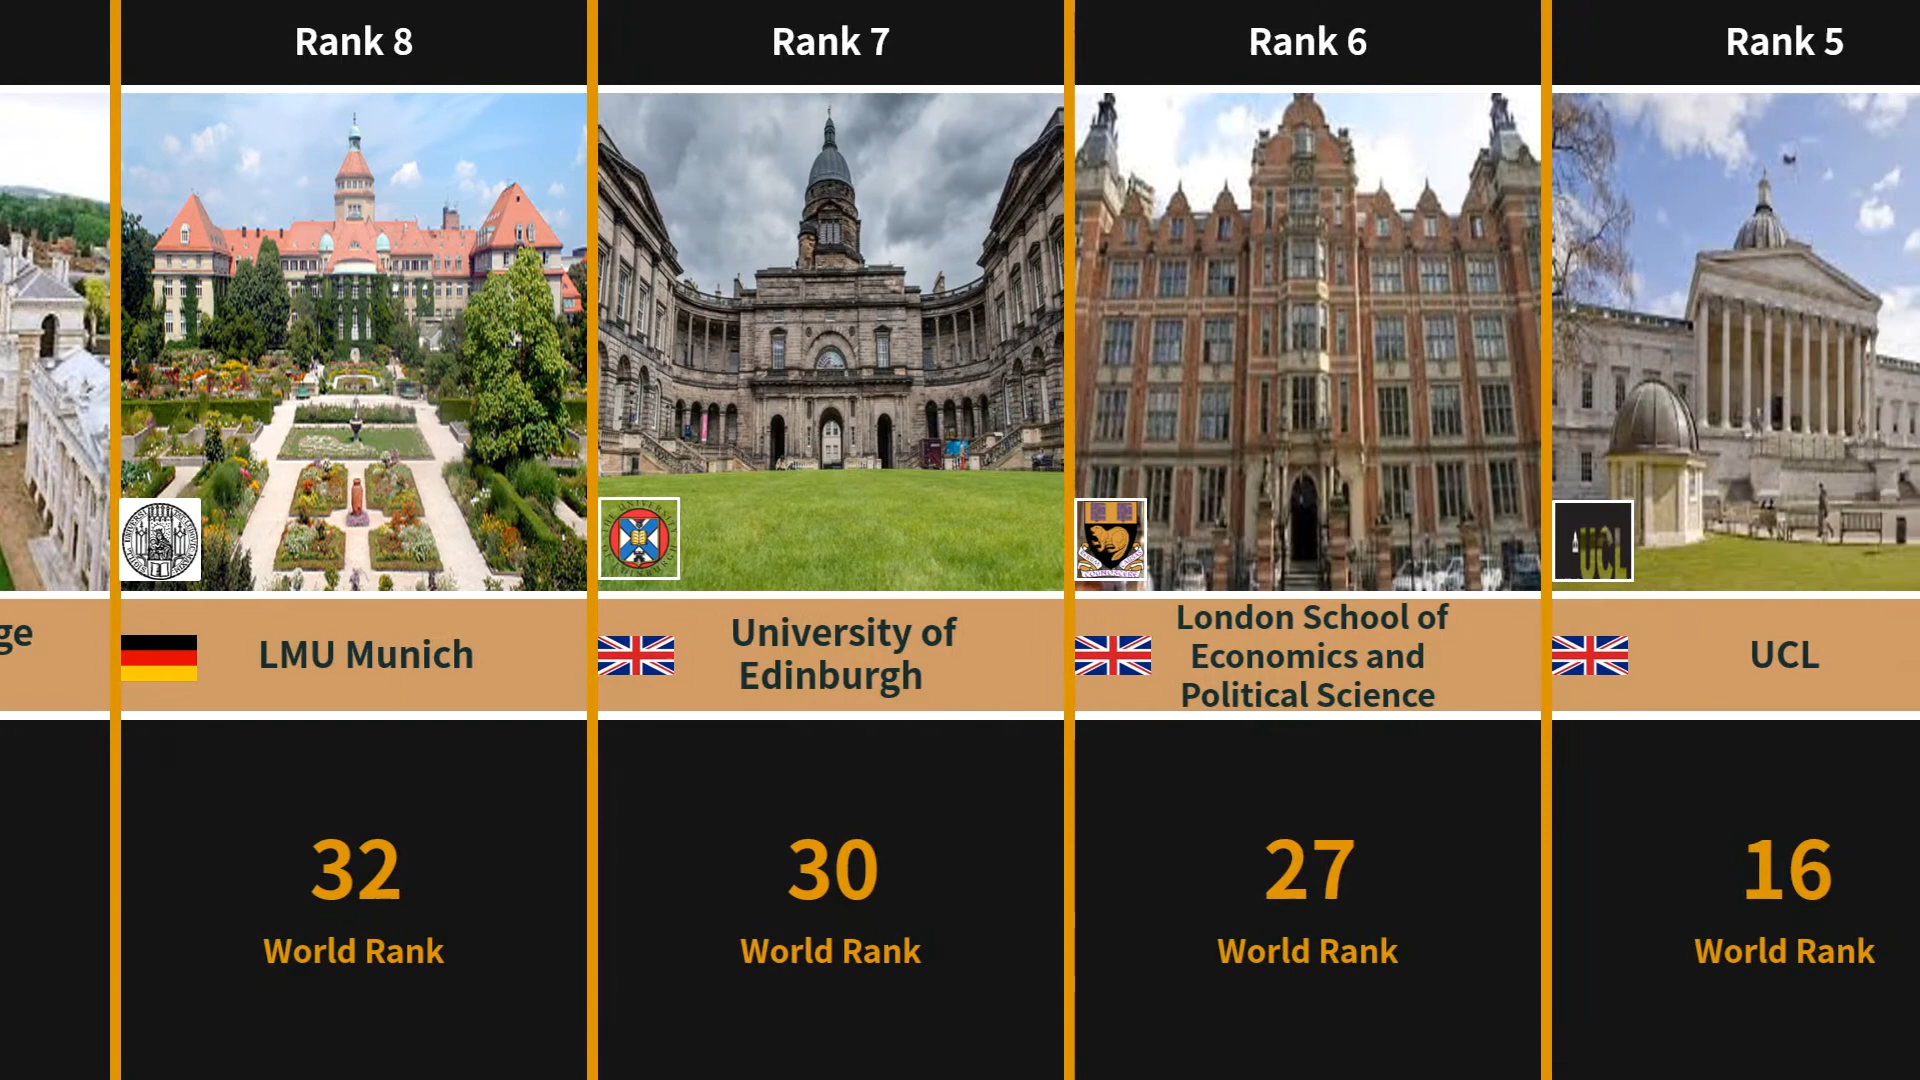 Rank 8
Rank 7
Rank 6
Rank 5
ge
LMU Munich
University of
Edinburgh
London School of
Economics and
Political Science
UCL
UCL
32
World Rank
30
World Rank
27
World Rank
16
World Rank